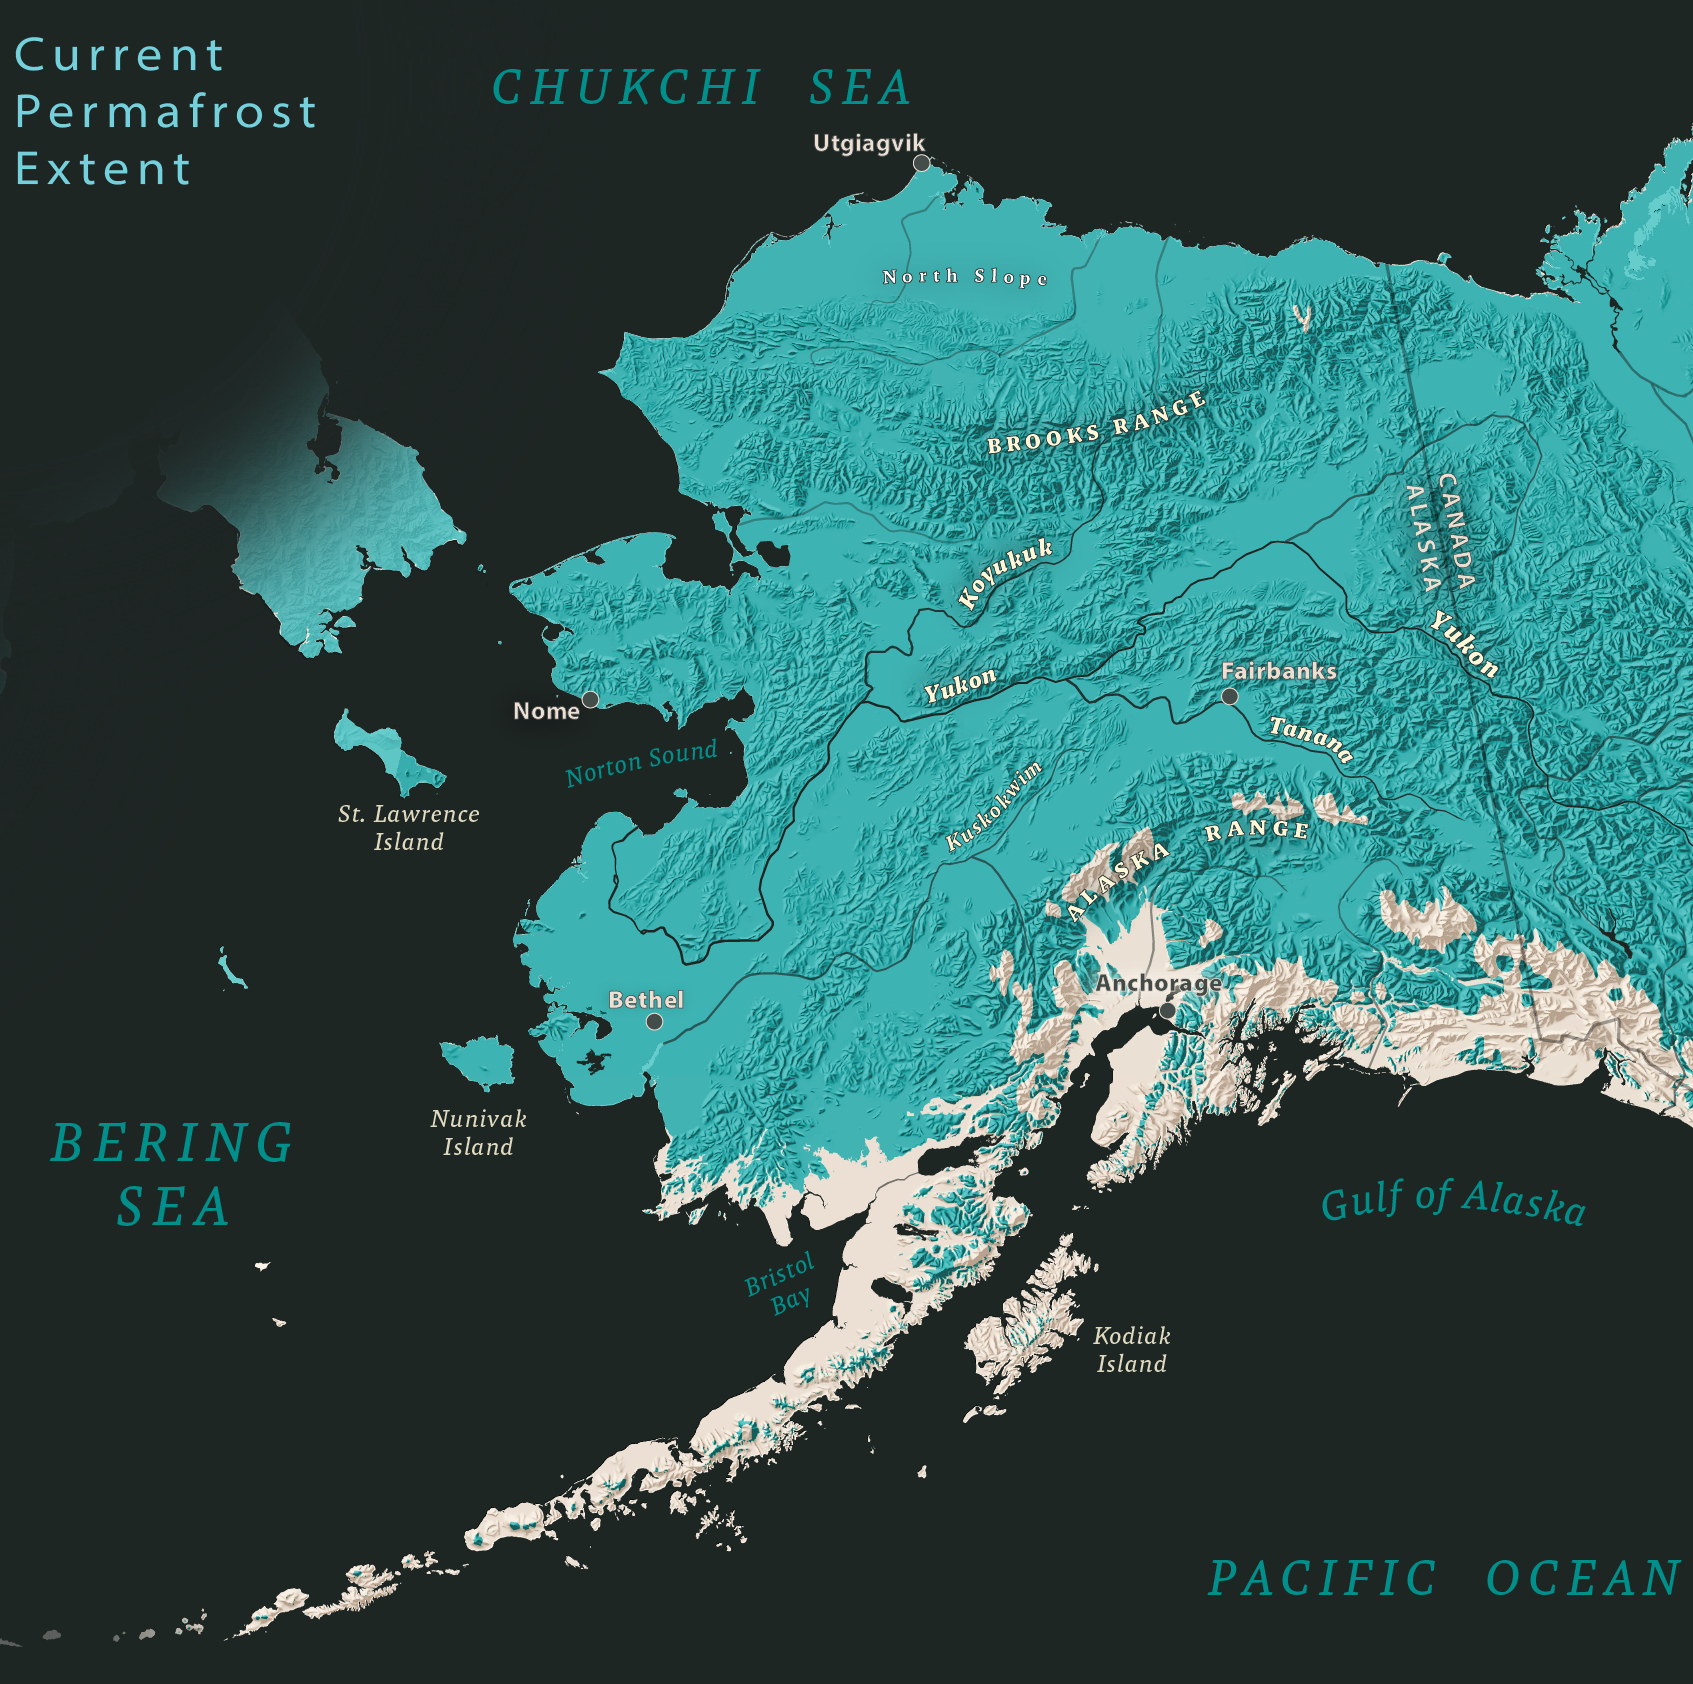 Current
Permafrost
Extent
CHUKCHI SEA
Utgiagvik
North Slope
BROOKS RANGE
CANADA
ALASKA
Koyukuk
Yukon
Yukon
Fairbanks
Tanana
Nome
Norton Sound
Kuskokwim
St. Lawrence
Island
ALASKA RANGE
Anchorage
Bethel
Nunivak
Island
BERING
SEA
Gulf of Alaska
Bristol
Bay
Kodiak
Island
PACIFIC OCEAN